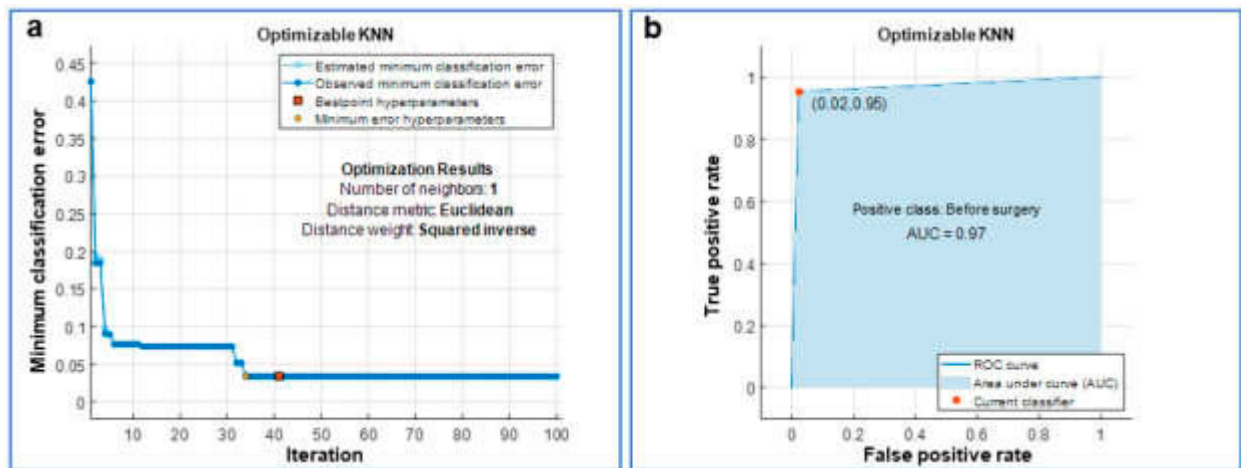 a
Optimizable KNN
Estimated minimum classification error
Observed minimum classification error
Bestpoint hyperparameters
Minimum error hyperparameters
Optimization Results
Number of neighbors: 1
Distance metric: Euclidean
Distance weight: Squared inverse
Minimum classification error
0.45
0.4
0.35
0.3
0.25
0.2
0.15
0.1
0.05
0
10 20 30 40 50 60 70 80 90 100
Iteration
b
Optimizable KNN
(0.02,0.95)
Positive class: Before surgery
AUC = 0.97
ROC curve
Area under curve (AUC)
Current classifier
True positive rate
1
0.8
0.6
0.4
0.2
0
0 0.2 0.4 0.6 0.8 1
False positive rate